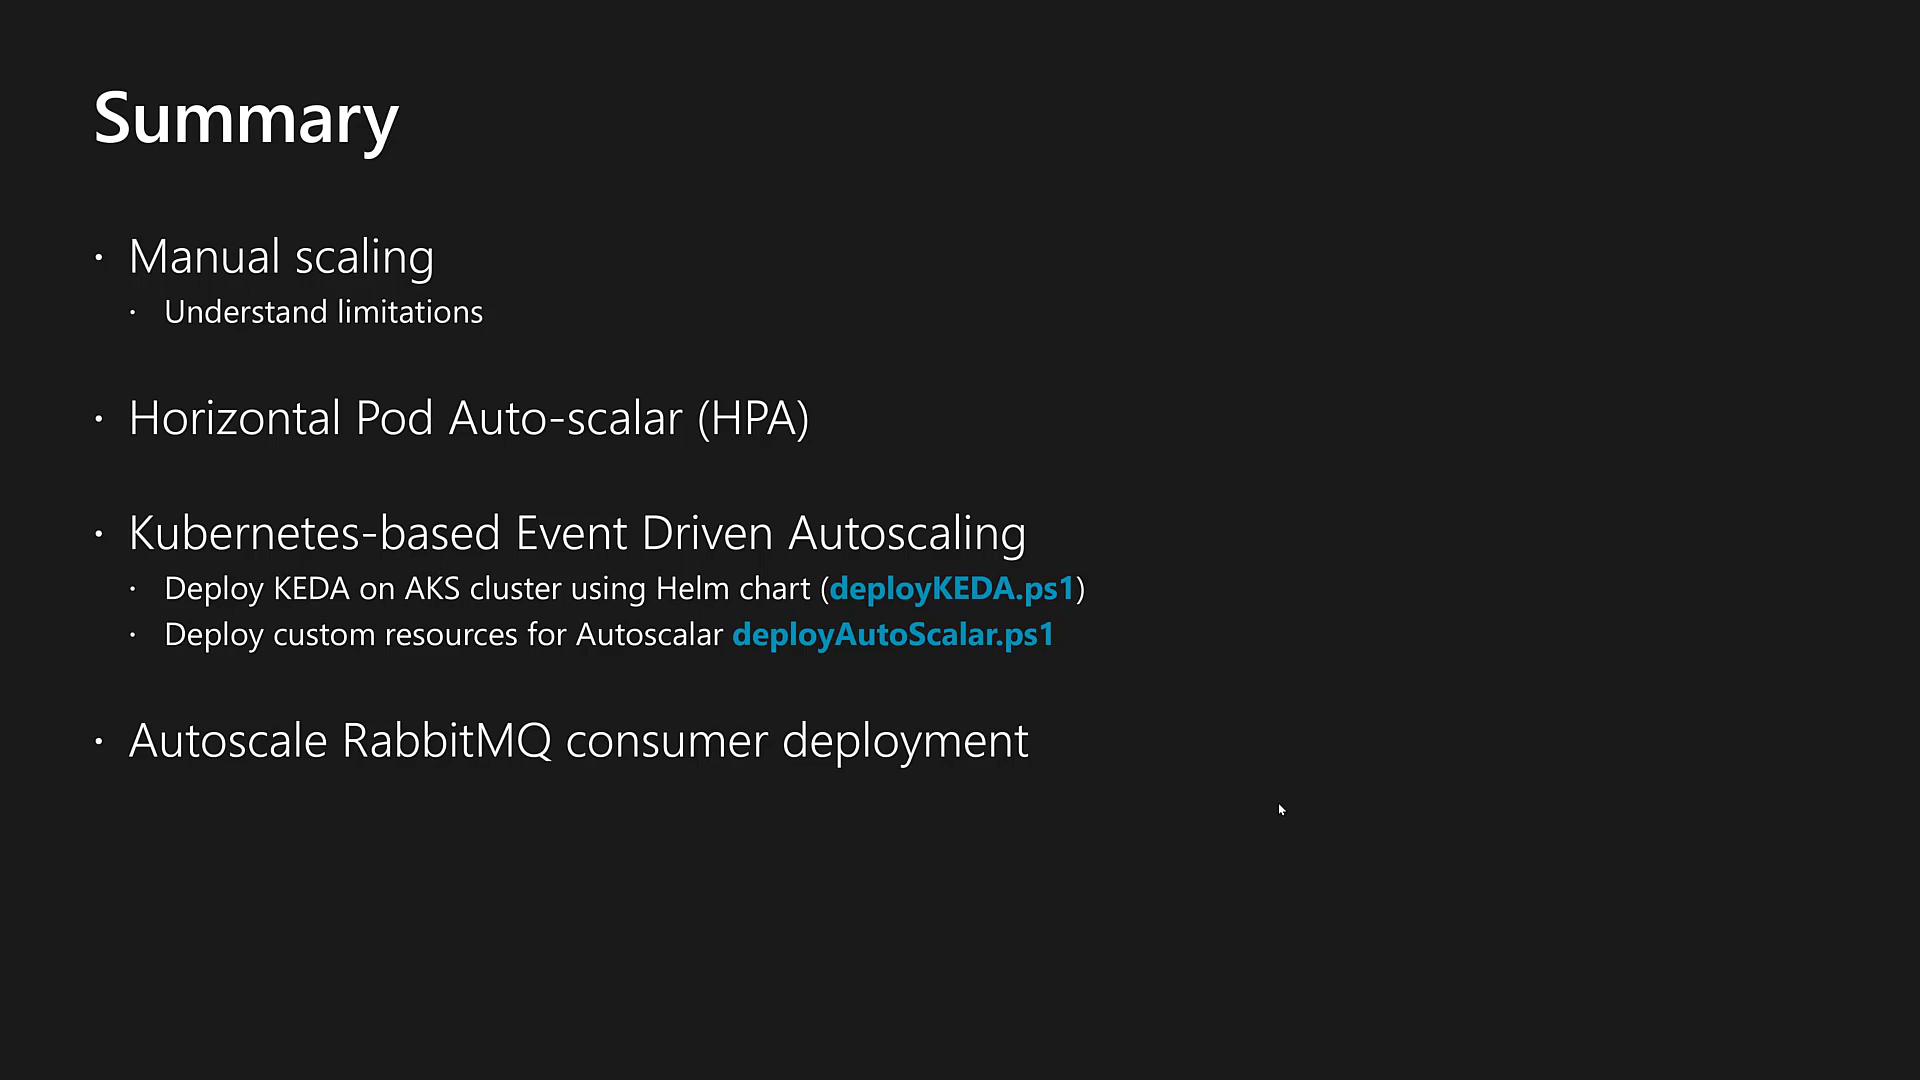 Summary
· Manual scaling
· Understand limitations
· Horizontal Pod Auto-scalar (HPA)
· Kubernetes-based Event Driven Autoscaling
· Deploy KEDA on AKS cluster using Helm chart (deployKEDA.ps1)
· Deploy custom resources for Autoscalar deployAutoScalar.ps1
· Autoscale RabbitMQ consumer deployment